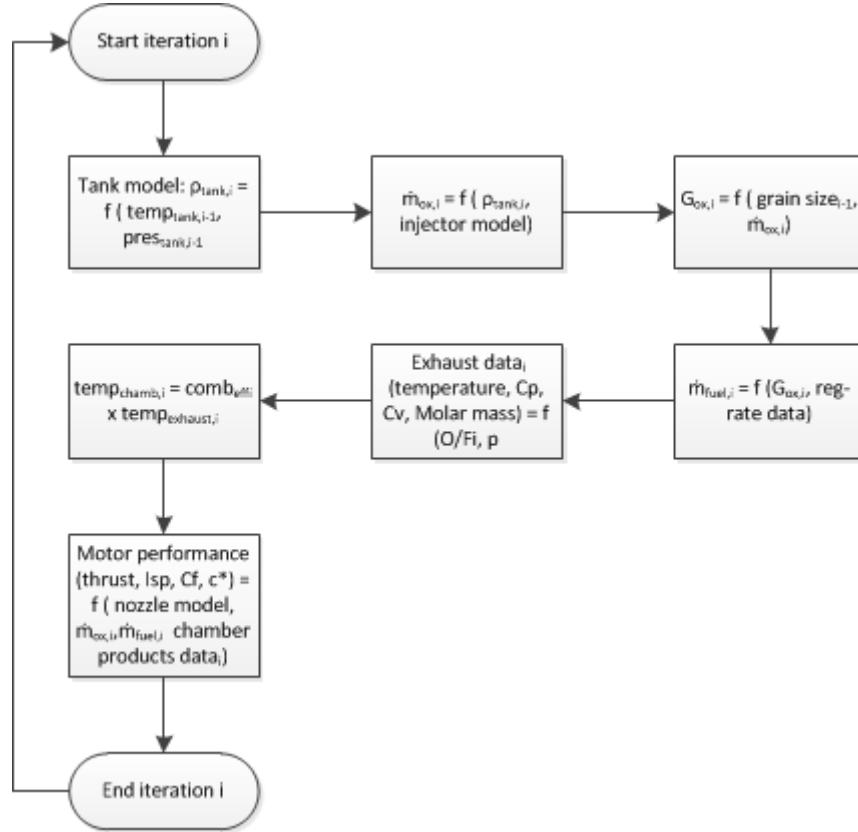 Start iteration i
Tank model: ρₜₐₙₖ,ᵢ =
f ( tempₜₐₙₖ,ᵢ₋₁,
presₜₐₙₖ,ᵢ₋₁
ṁₒₓ,ᵢ = f ( ρₜₐₙₖ,ᵢ,
injector model)
Gₒₓ,ᵢ = f ( grain sizeᵢ₋₁,
ṁₒₓ,ᵢ)
ṁfuel,i = f (Gₒₓ,ᵢ, reg-
rate data)
Exhaust dataᵢ
(temperature, Cp,
Cv, Molar mass) = f
(O/Fi, p
tempchamb,i = combeffi
x tempexhaust,i
Motor performance
(thrust, Isp, Cf, c*) =
f ( nozzle model,
ṁₒₓ,ᵢ,ṁfuel,i chamber
products dataᵢ)
End iteration i